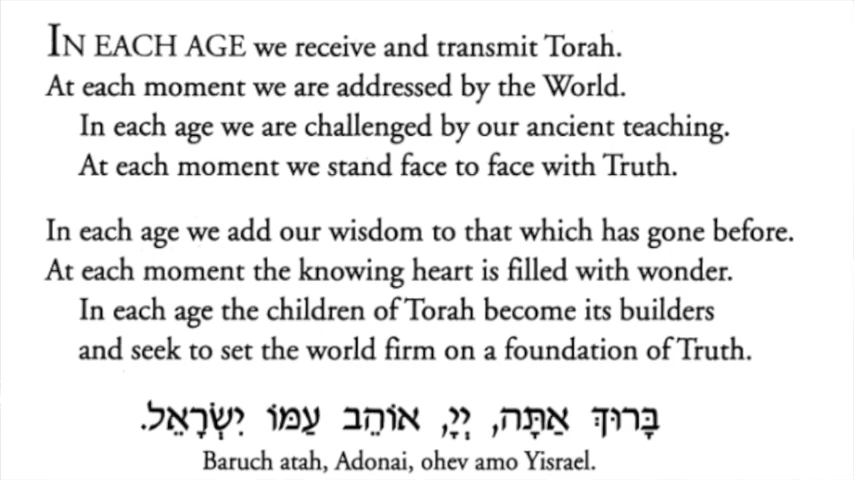 IN EACH AGE we receive and transmit Torah.
At each moment we are addressed by the World.
In each age we are challenged by our ancient teaching.
At each moment we stand face to face with Truth.
In each age we add our wisdom to that which has gone before.
At each moment the knowing heart is filled with wonder.
In each age the children of Torah become its builders
and seek to set the world firm on a foundation of Truth.
בָּרוּךְ אַתָּה, יְיָ, אוֹהֵב עַמּוֹ יִשְׂרָאֵל.
Baruch atah, Adonai, ohev amo Yisrael.